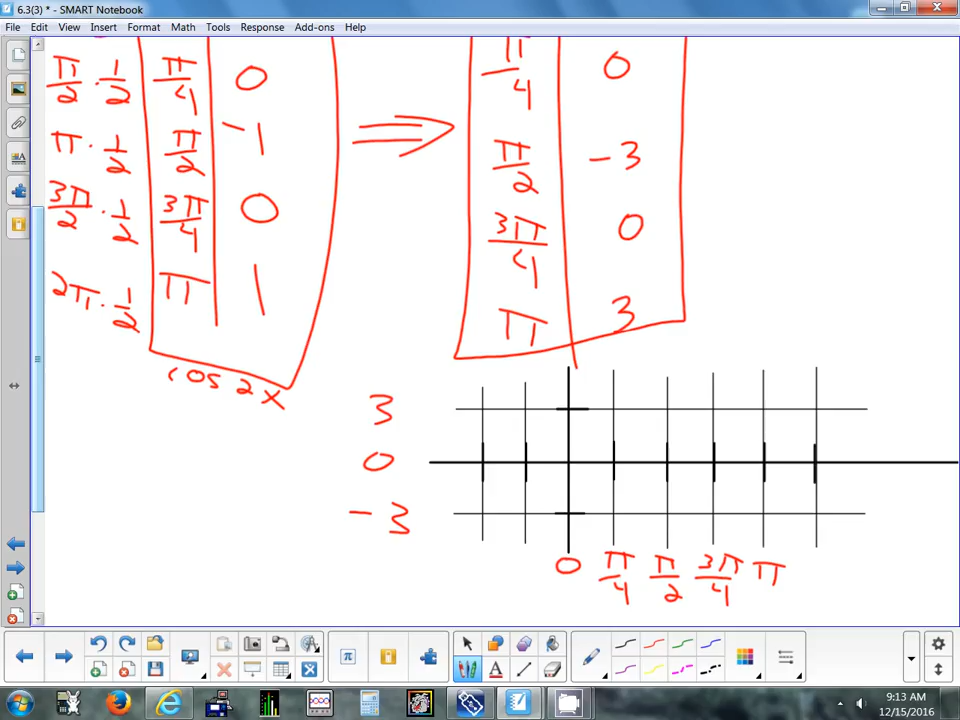 6.3(3) * - SMART Notebook
File Edit View Insert Format Tools Response Add-ons Help
π/2 · 1/2 π/4 0
π · 1/2 π/2 -1
3π/2 · 1/2 3π/4 0
2π · 1/2 π 1
cos 2x
⇒
π/4 0
π/2 -3
3π/4 0
π 3
3
0
-3
0 π/4 π/2 3π/4 π
π
A
9:13 AM
12/15/2016